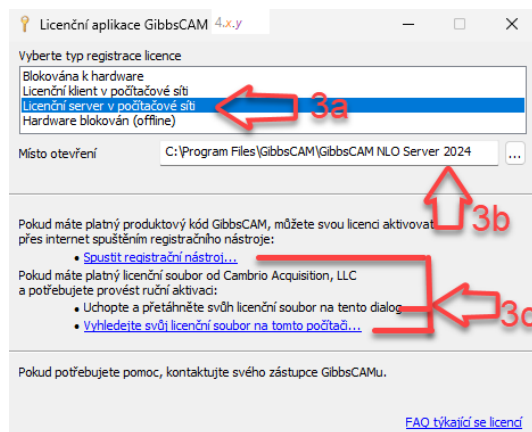 Licenční aplikace GibbsCAM 4.x.y
Vyberte typ registrace licence
Blokována k hardware
Licenční klient v počítačové síti
Licenční server v počítačové síti
Hardware blokován (offline)
3a
Místo otevření
C:\Program Files\GibbsCAM\GibbsCAM NLO Server 2024
...
3b
Pokud máte platný produktový kód GibbsCAM, můžete svou licenci aktivovat
přes internet spuštěním registračního nástroje:
• Spustit registrační nástroj...
Pokud máte platný licenční soubor od Cambrio Acquisition, LLC
a potřebujete provést ruční aktivaci:
• Uchopte a přetáhněte svůh licenční soubor na tento dialog
3c
• Vyhledejte svůj licenční soubor na tomto počítači...
Pokud potřebujete pomoc, kontaktujte svého zástupce GibbsCAMu.
FAQ týkající se licencí